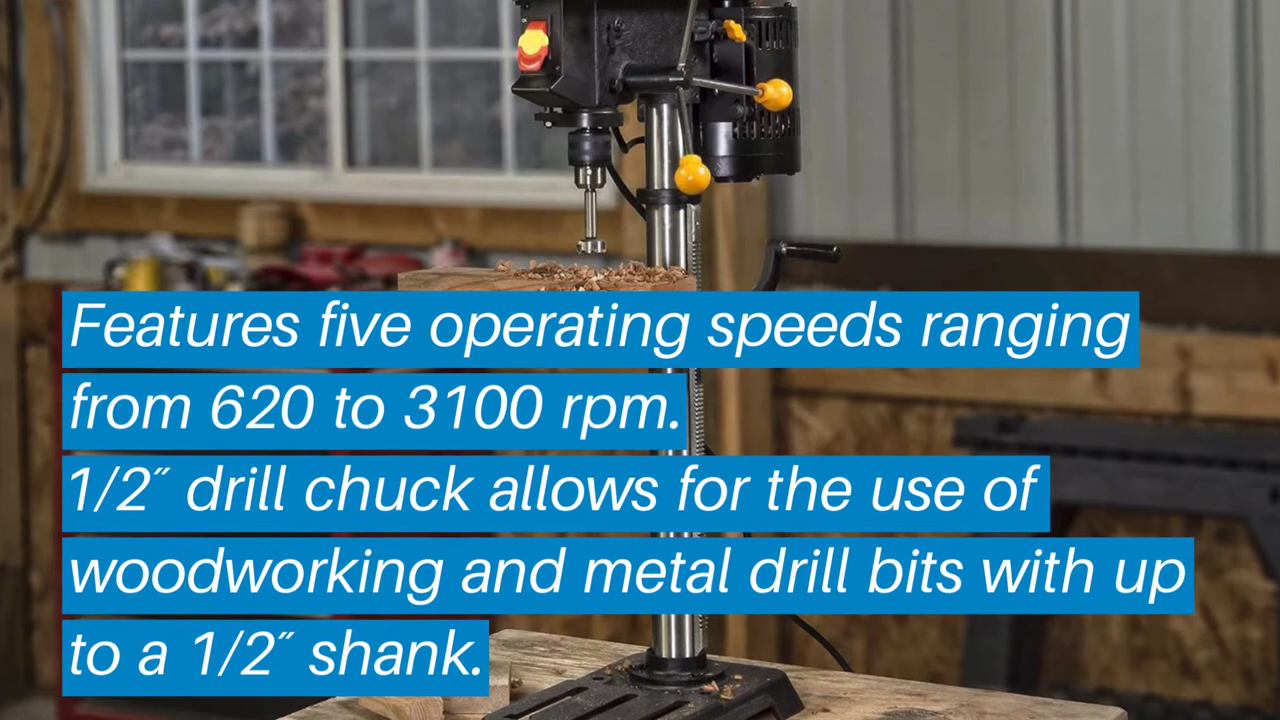 Features five operating speeds ranging
from 620 to 3100 rpm.
1/2″ drill chuck allows for the use of
woodworking and metal drill bits with up
to a 1/2″ shank.